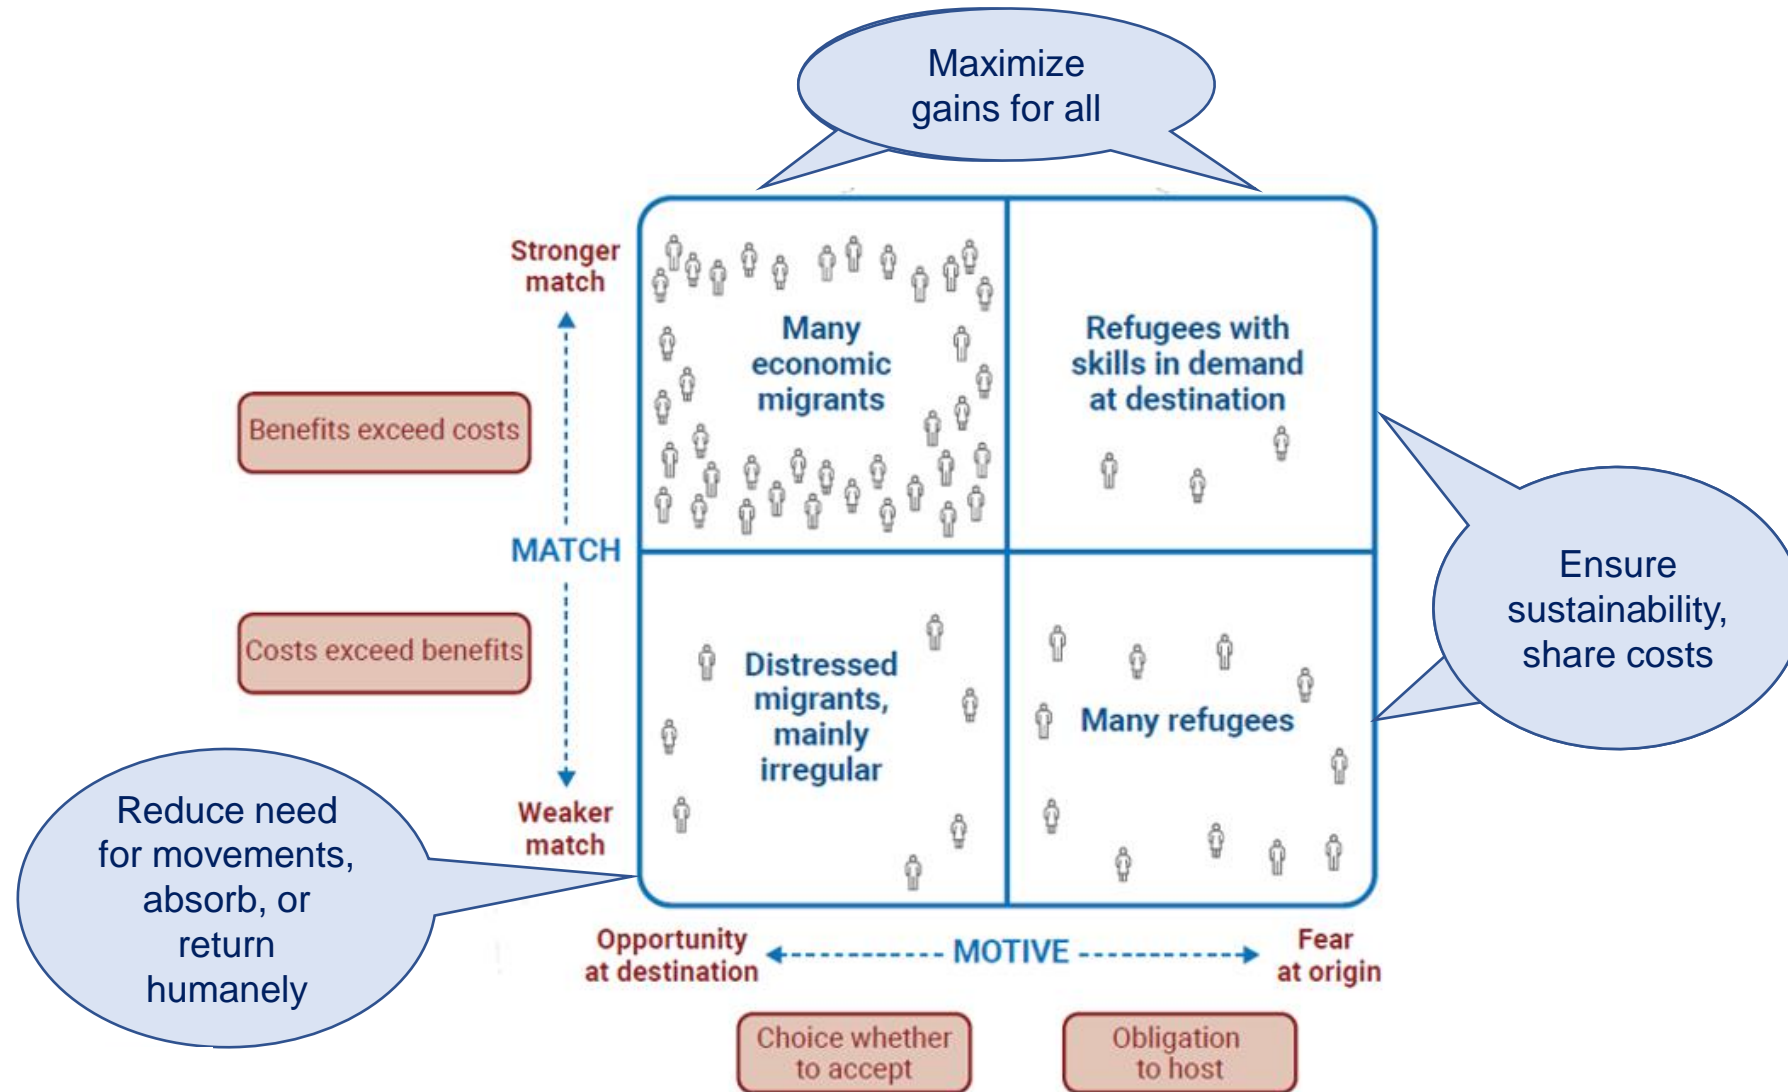 Maximize
gains for all
Stronger
match
Many
economic
migrants
Refugees with
skills in demand
at destination
Benefits exceed costs
MATCH
Ensure
sustainability,
share costs
Costs exceed benefits
Distressed
migrants,
mainly
irregular
Many refugees
Weaker
match
Reduce need
for movements,
absorb, or
return
humanely
Opportunity
at destination
MOTIVE
Fear
at origin
Choice whether
to accept
Obligation
to host